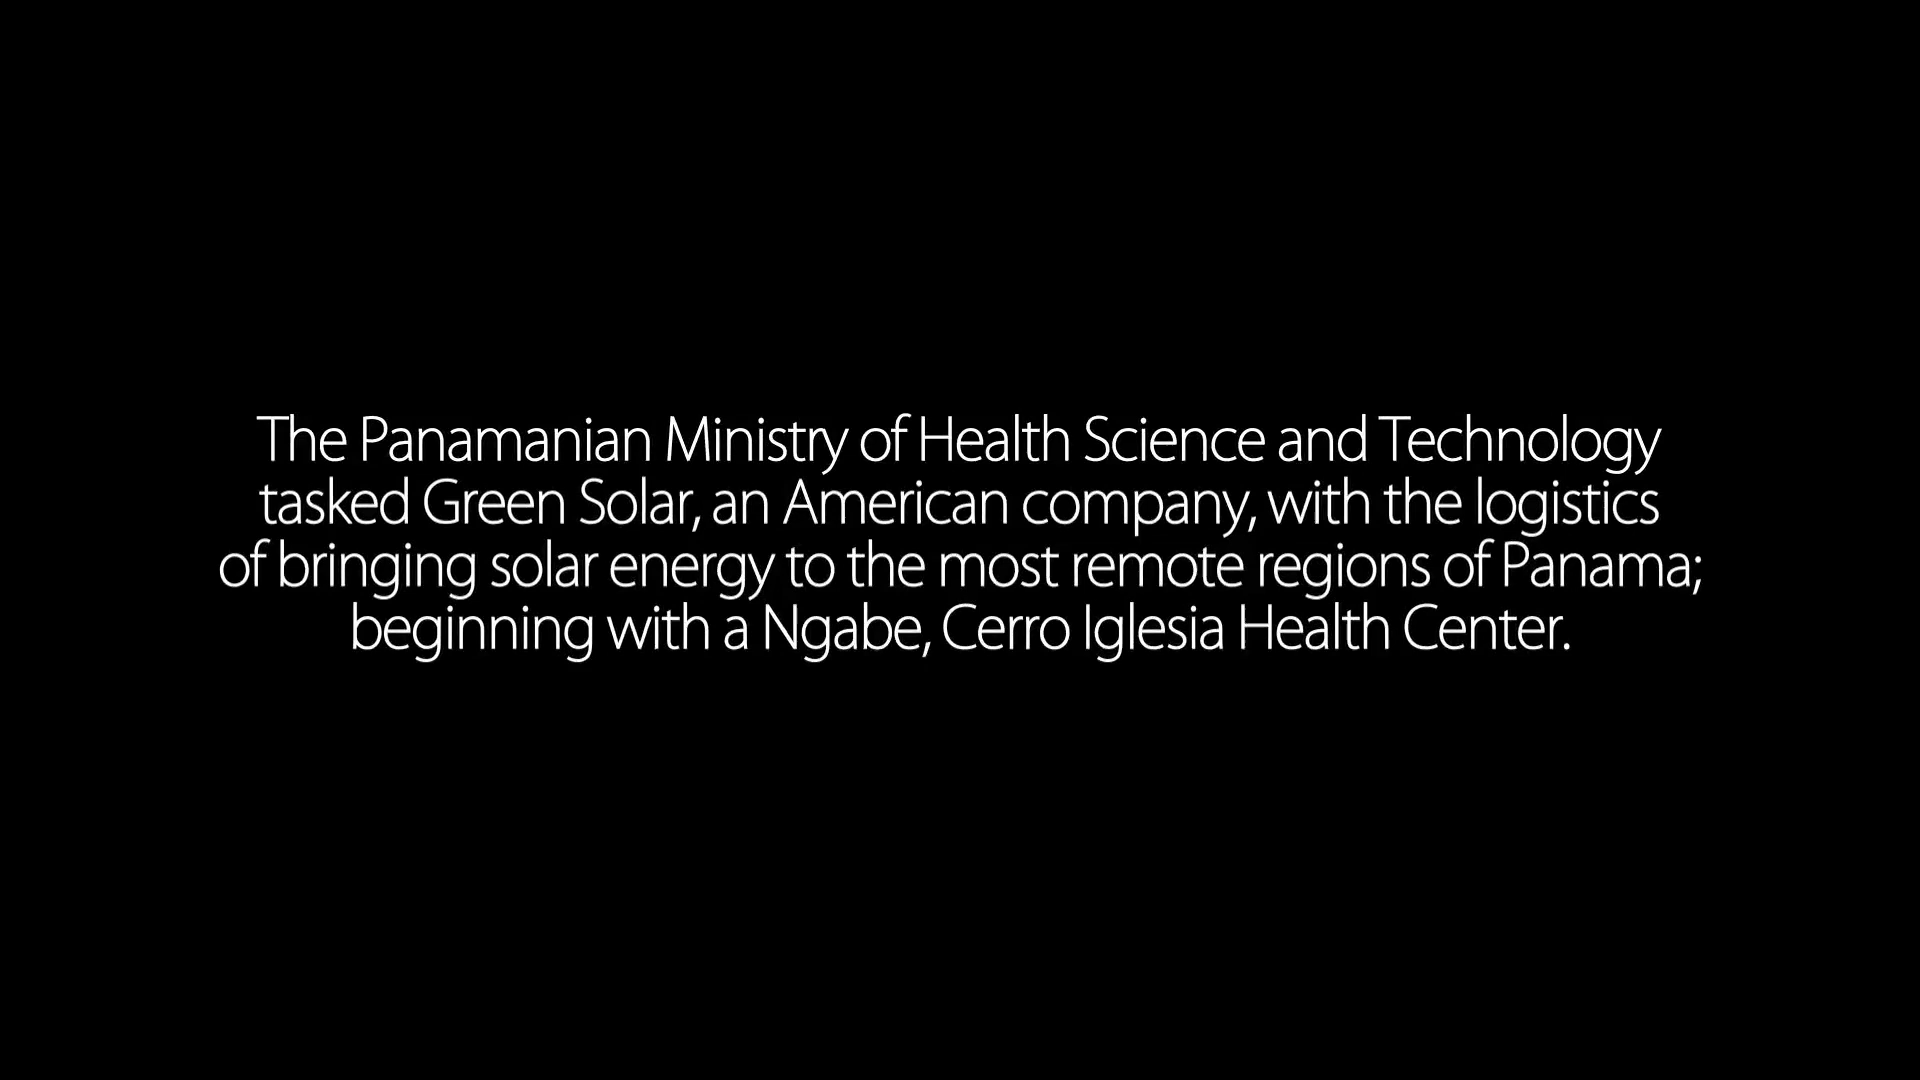 The Panamanian Ministry of Health Science and Technology
tasked Green Solar, an American company, with the logistics
of bringing solar energy to the most remote regions of Panama;
beginning with a Ngabe, Cerro Iglesia Health Center.